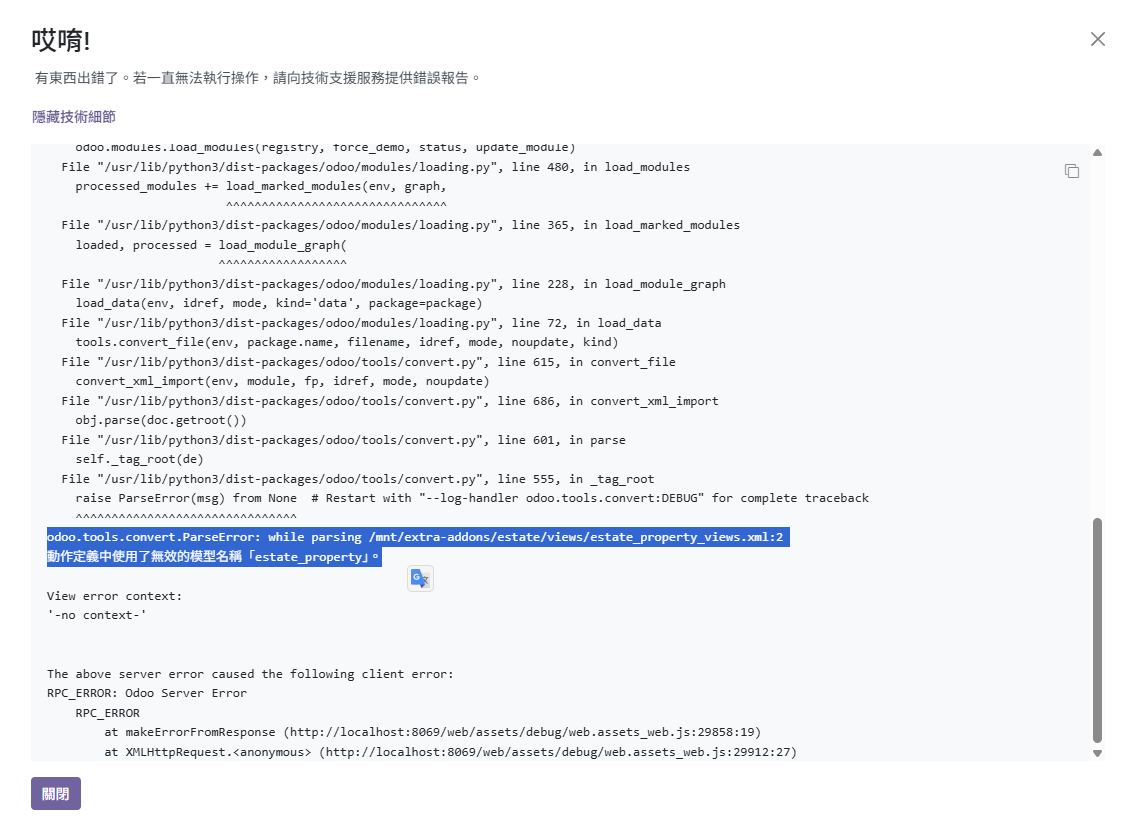 哎唷!
有東西出錯了。若一直無法執行操作，請向技術支援服務提供錯誤報告。
隱藏技術細節
odoo.modules.load_modules(registry, force_demo, status, update_module)
File "/usr/lib/python3/dist-packages/odoo/modules/loading.py", line 480, in load_modules
processed_modules += load_marked_modules(env, graph,
^^^^^^^^^^^^^^^^^^^^^^^^^^^^^^^
File "/usr/lib/python3/dist-packages/odoo/modules/loading.py", line 365, in load_marked_modules
loaded, processed = load_module_graph(
^^^^^^^^^^^^^^^^^^
File "/usr/lib/python3/dist-packages/odoo/modules/loading.py", line 228, in load_module_graph
load_data(env, idref, mode, kind='data', package=package)
File "/usr/lib/python3/dist-packages/odoo/modules/loading.py", line 72, in load_data
tools.convert_file(env, package.name, filename, idref, mode, noupdate, kind)
File "/usr/lib/python3/dist-packages/odoo/tools/convert.py", line 615, in convert_file
convert_xml_import(env, module, fp, idref, mode, noupdate)
File "/usr/lib/python3/dist-packages/odoo/tools/convert.py", line 686, in convert_xml_import
obj.parse(doc.getroot())
File "/usr/lib/python3/dist-packages/odoo/tools/convert.py", line 601, in parse
self._tag_root(de)
File "/usr/lib/python3/dist-packages/odoo/tools/convert.py", line 555, in _tag_root
raise ParseError(msg) from None  # Restart with "--log-handler odoo.tools.convert:DEBUG" for complete traceback
^^^^^^^^^^^^^^^^^^^^^^^^^^^^^^^
odoo.tools.convert.ParseError: while parsing /mnt/extra-addons/estate/views/estate_property_views.xml:2
動作定義中使用了無效的模型名稱「estate_property」。
View error context:
'-no context-'
The above server error caused the following client error:
RPC_ERROR: Odoo Server Error
RPC_ERROR
at makeErrorFromResponse (http://localhost:8069/web/assets/debug/web.assets_web.js:29858:19)
at XMLHttpRequest.<anonymous> (http://localhost:8069/web/assets/debug/web.assets_web.js:29912:27)
關閉